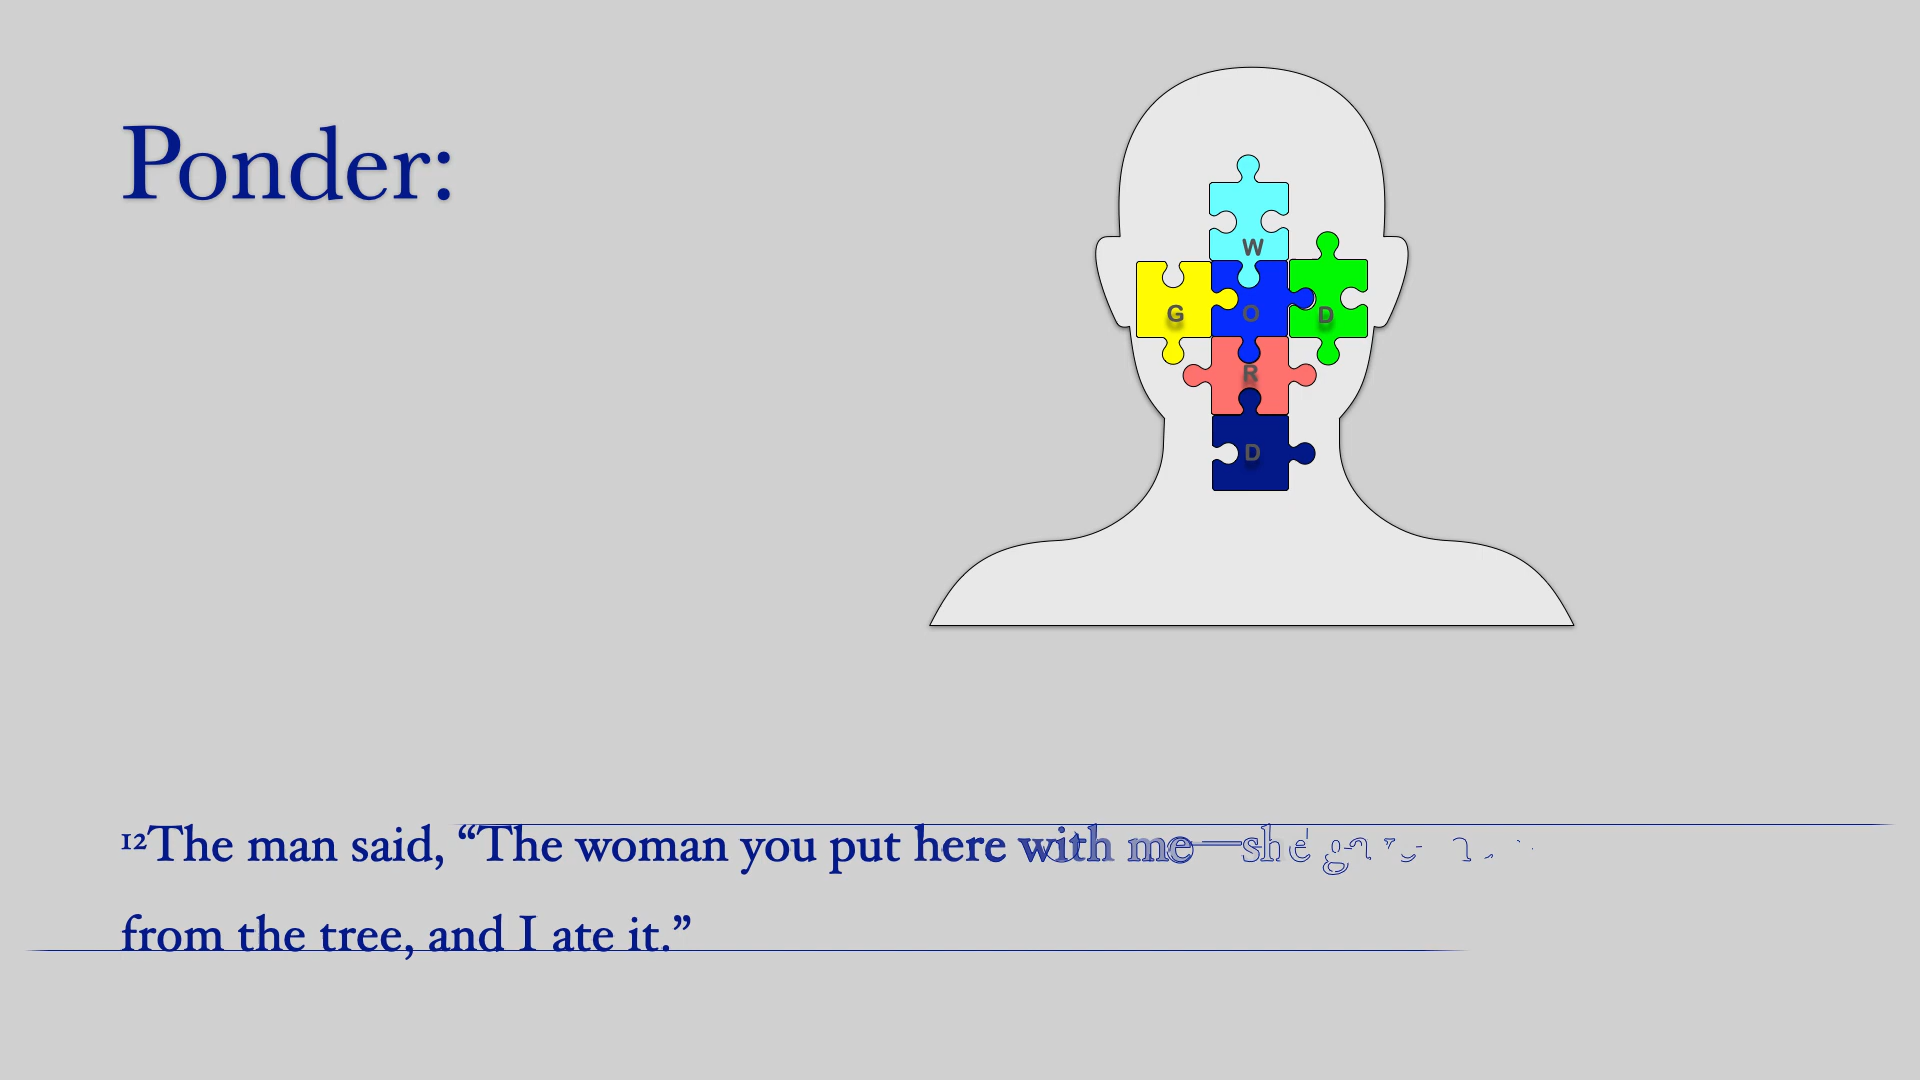 Ponder:
W
G O D
R
D
12The man said, “The woman you put here with me—she
from the tree, and I ate it.”